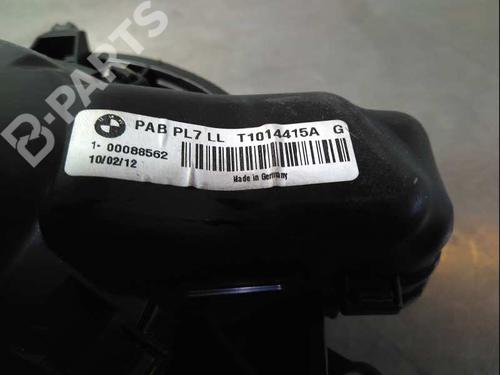 B-PARTS
PAB PL7 LL T1014415A G
1- 00088562
10/02/12
Made in Germany